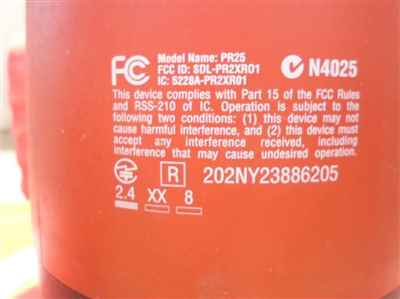 Model Name: PR25
FC FCC ID: SDL-PR2XR01 N4025
IC: 5228A-PR2XR01
This device complies with Part 15 of the FCC Rules
and RSS-210 of IC. Operation is subject to the
following two conditions: (1) this device may not
cause harmful interference, and (2) this device must
accept any interference received, including
interference that may cause undesired operation.
R 202NY23886205
2.4 XX 8